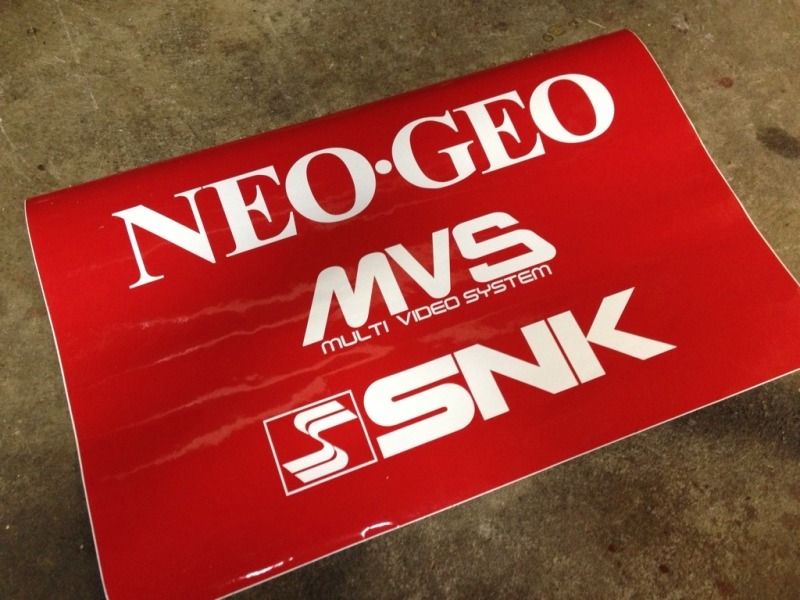 NEO•GEO
MVS
MULTI VIDEO SYSTEM
SNK